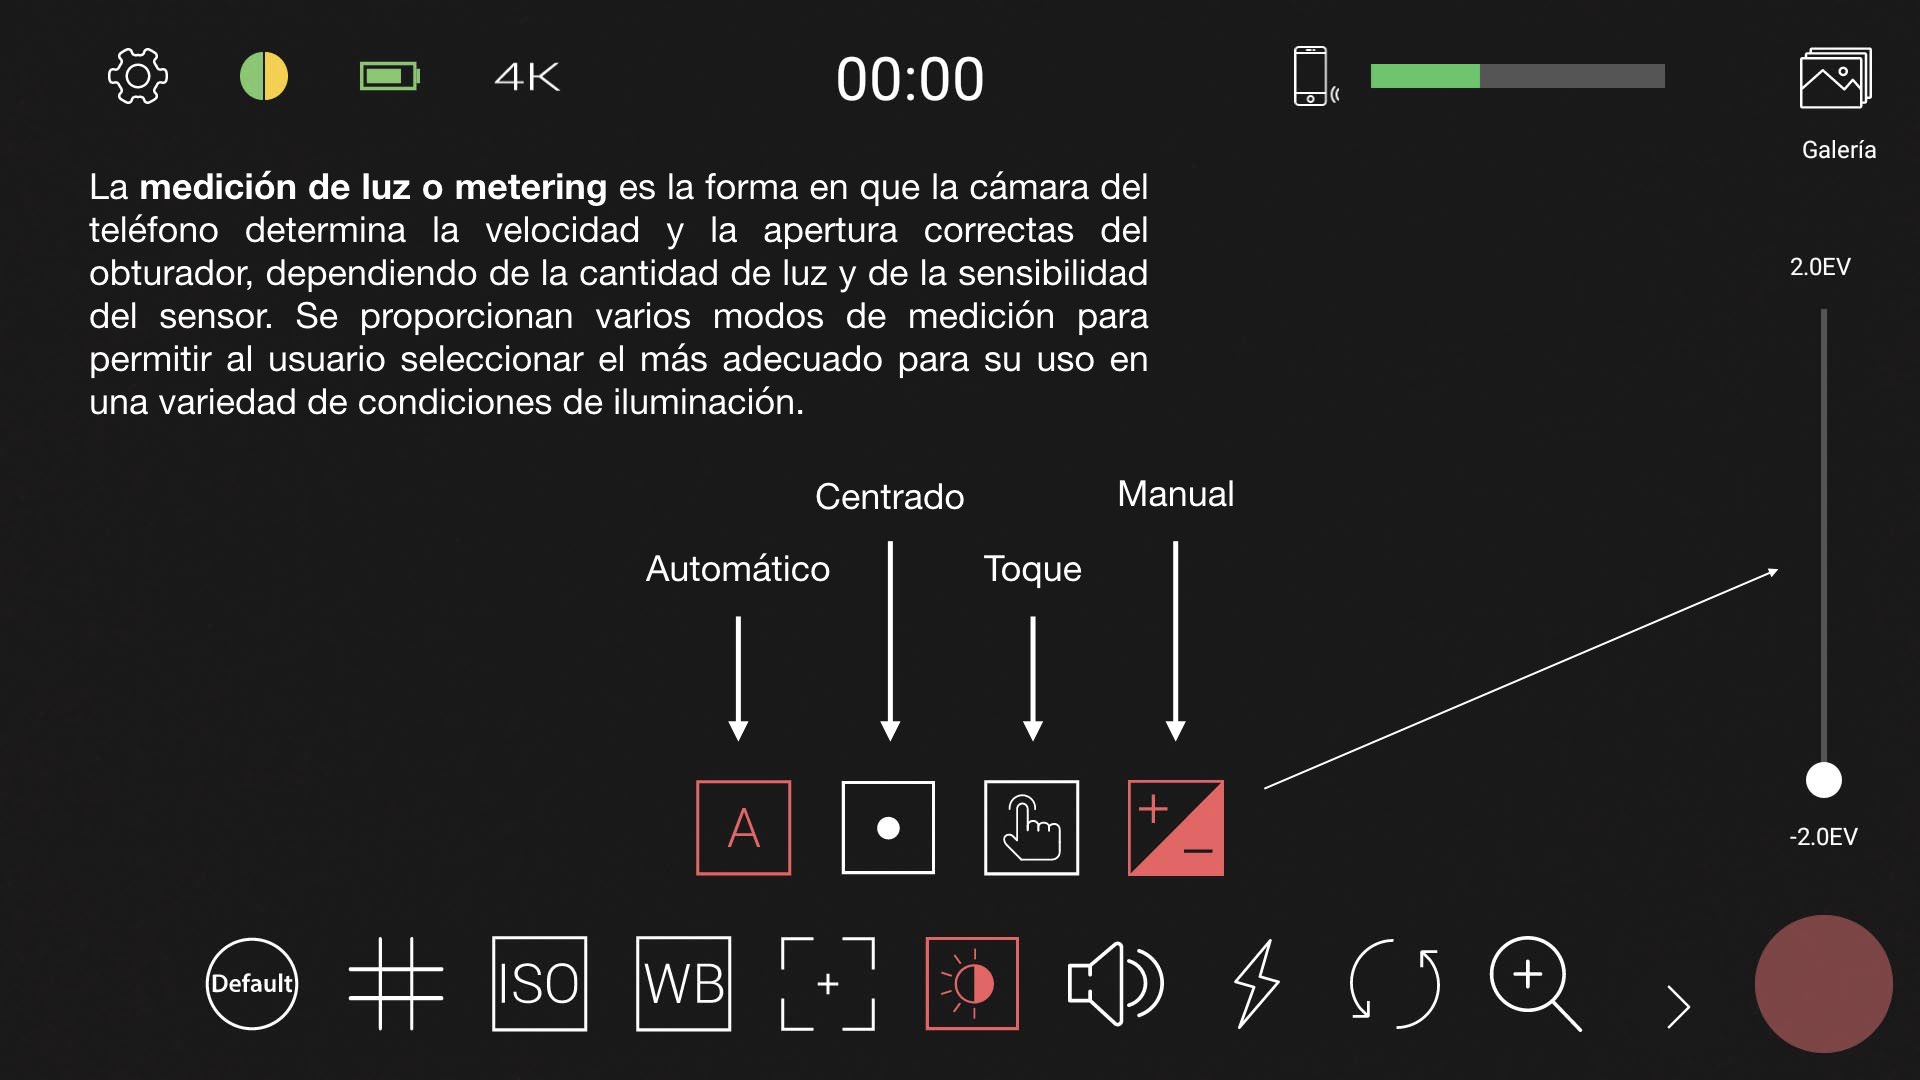 4K
00:00
Galería
La medición de luz o metering es la forma en que la cámara del
teléfono determina la velocidad y la apertura correctas del
obturador, dependiendo de la cantidad de luz y de la sensibilidad
del sensor. Se proporcionan varios modos de medición para
permitir al usuario seleccionar el más adecuado para su uso en
una variedad de condiciones de iluminación.
2.0EV
Centrado
Manual
Automático
Toque
A
-2.0EV
Default
ISO
WB